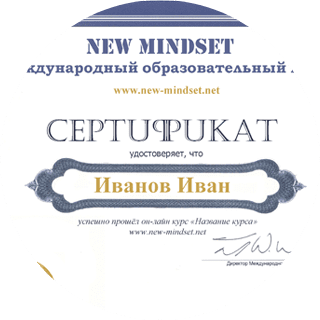 NEW MINDSET
ждународный образовательный
www.new-mindset.net
СЕРТИФИКАТ
удостоверяет, что
Иванов Иван
успешно прошёл он-лайн курс «Название курса»
www.new-mindset.net
Директор Международног